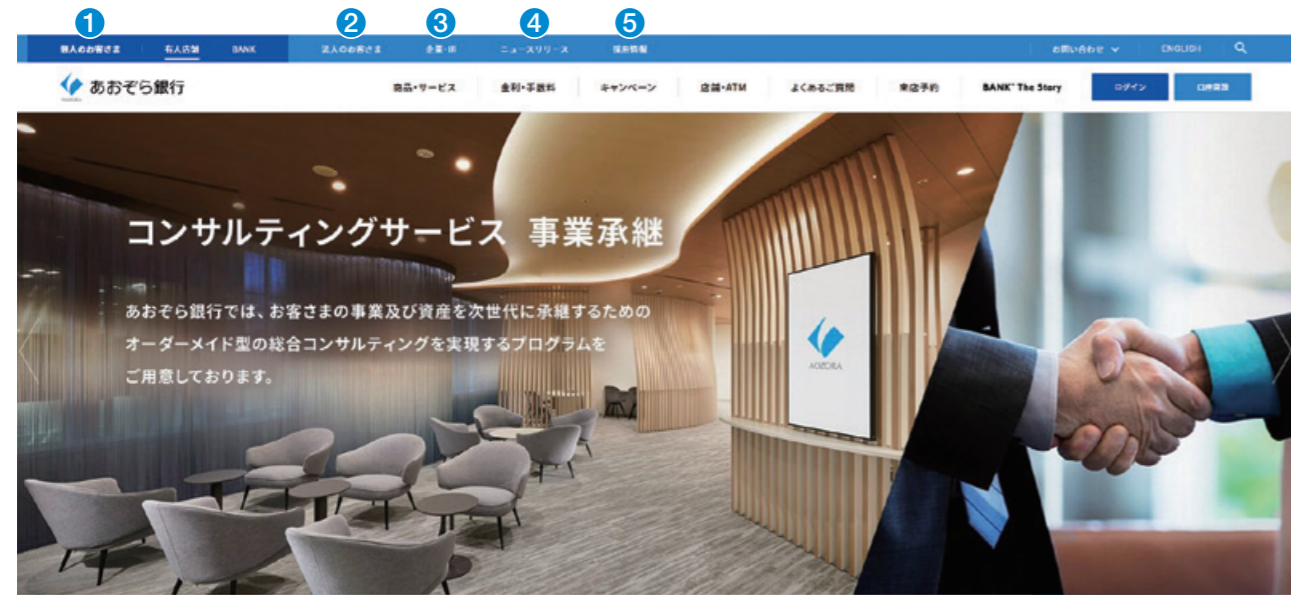 1 2 3 4 5
個人のお客さま 有人店舗 BANK 法人のお客さま 企業・IR ニュースリリース 採用情報 お問い合わせ ENGLISH
あおぞら銀行 商品・サービス 金利・手数料 キャンペーン 店舗・ATM よくあるご質問 来店予約 BANK™ The Story ログイン 口座開設
AOZORA
コンサルティングサービス 事業承継
あおぞら銀行では、お客さまの事業及び資産を次世代に承継するための
オーダーメイド型の総合コンサルティングを実現するプログラムを
ご用意しております。
AOZORA